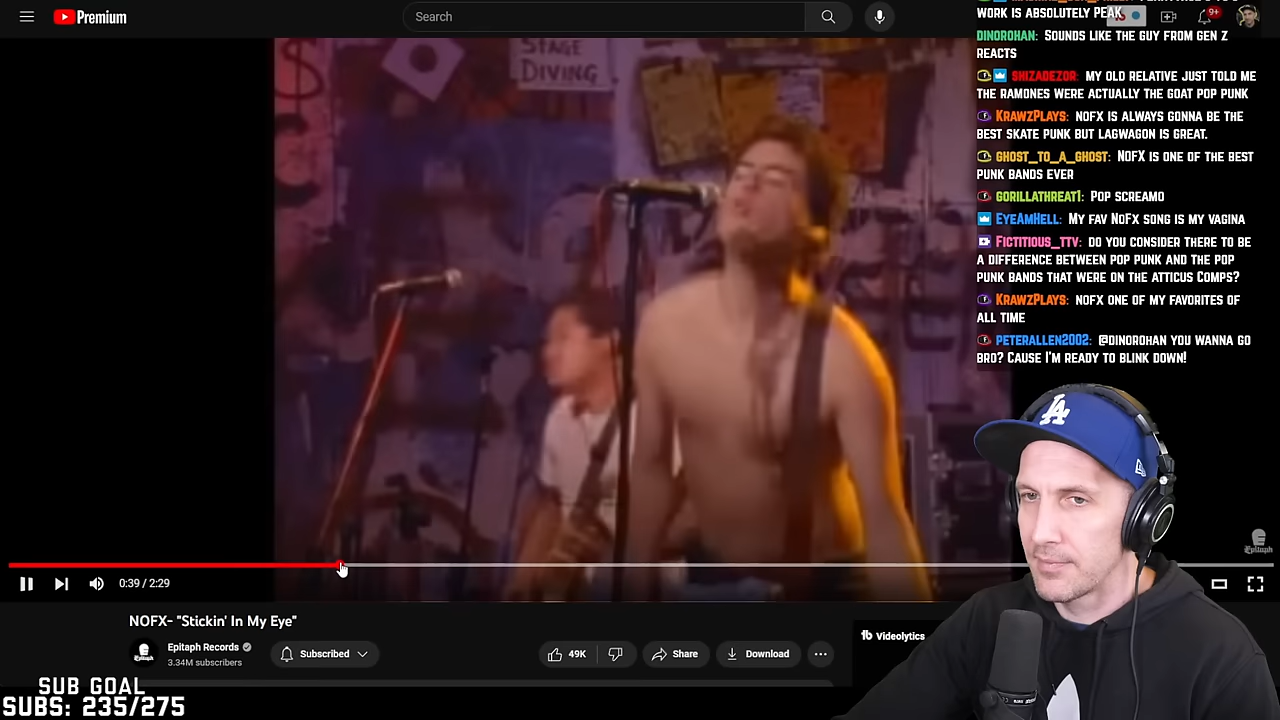 Premium
Search
9+
WORK IS ABSOLUTELY PEAK
DINOROHAN: SOUNDS LIKE THE GUY FROM GEN Z
REACTS
SHIZADEZOR: MY OLD RELATIVE JUST TOLD ME
THE RAMONES WERE ACTUALLY THE GOAT POP PUNK
KRAWZPLAYS: NOFX IS ALWAYS GONNA BE THE
BEST SKATE PUNK BUT LAGWAGON IS GREAT.
GHOST_TO_A_GHOST: NOFX IS ONE OF THE BEST
PUNK BANDS EVER
GORILLATHREAT1: POP SCREAMO
EYEAMHELL: MY FAV NOFX SONG IS MY VAGINA
FICTITIOUS_TTV: DO YOU CONSIDER THERE TO BE
A DIFFERENCE BETWEEN POP PUNK AND THE POP
PUNK BANDS THAT WERE ON THE ATTICUS COMPS?
KRAWZPLAYS: NOFX ONE OF MY FAVORITES OF
ALL TIME
PETERALLEN2002: @DINOROHAN YOU WANNA GO
BRO? CAUSE I'M READY TO BLINK DOWN!
STAGE
DIVING
$
LA
Epitaph
0:39 / 2:29
NOFX- "Stickin' In My Eye"
Epitaph Records
3.34M subscribers
Subscribed
49K
Share
Download
tb Videolytics
SUB GOAL
SUBS: 235/275